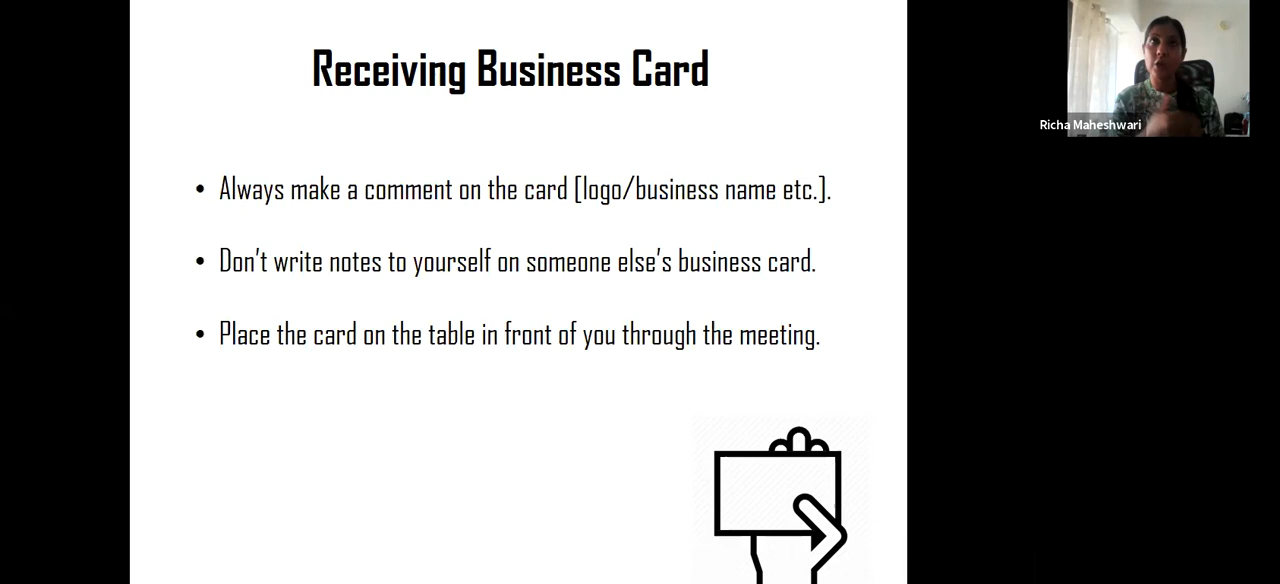 Receiving Business Card
Richa Maheshwari
• Always make a comment on the card [logo/business name etc.].
• Don't write notes to yourself on someone else's business card.
• Place the card on the table in front of you through the meeting.